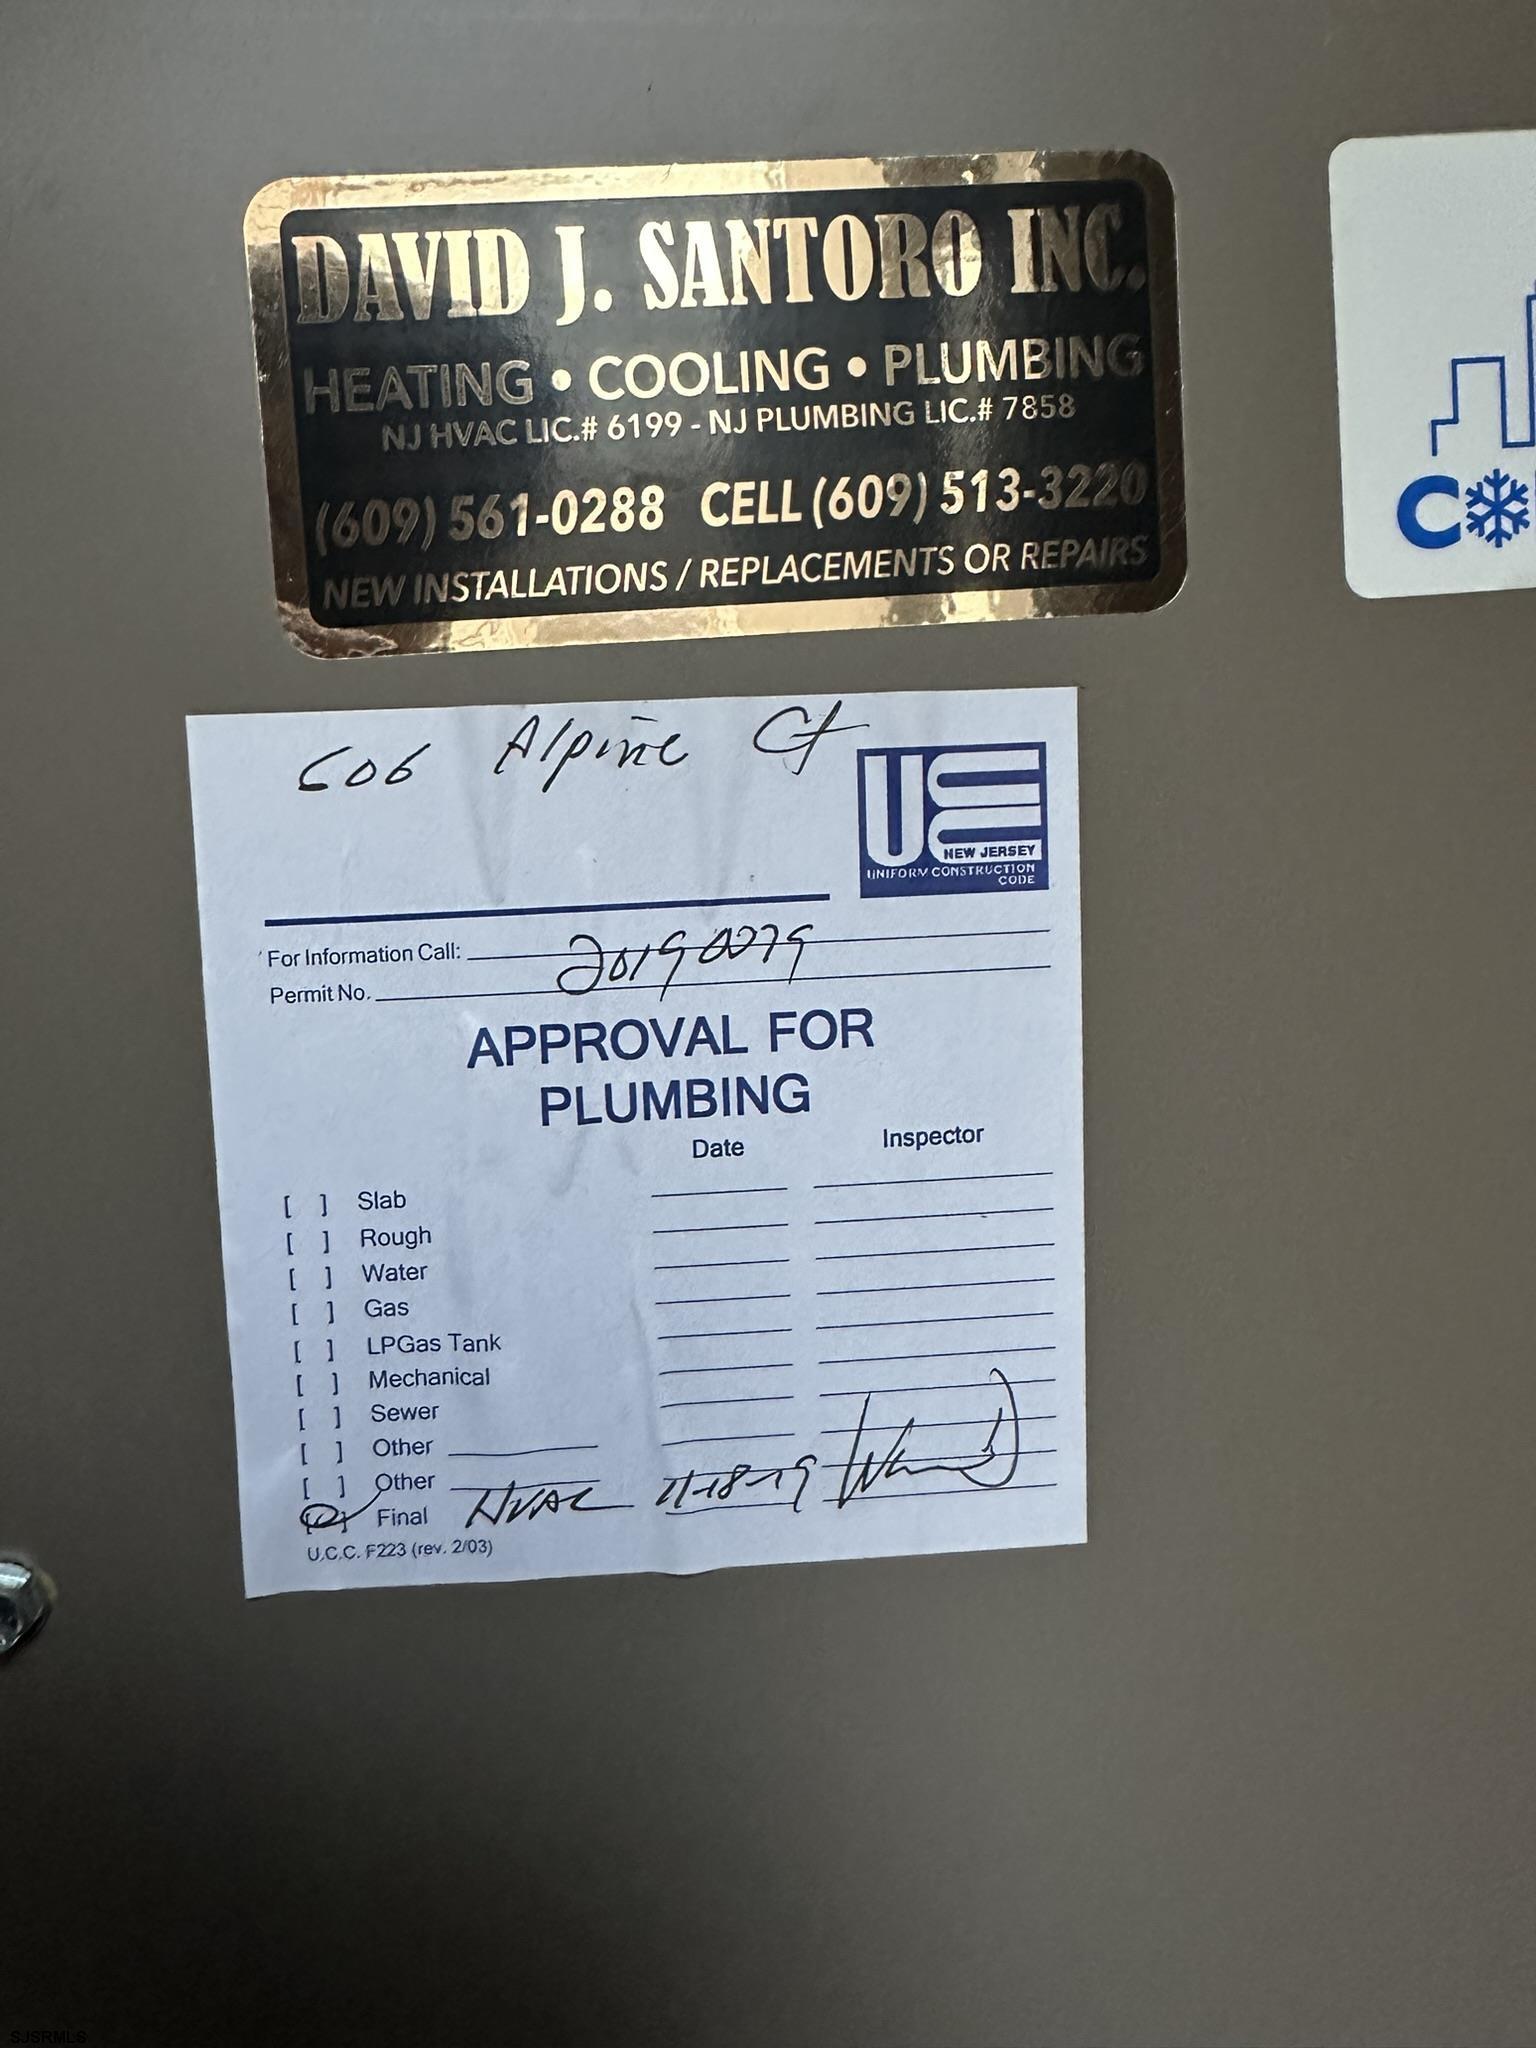 DAVID J. SANTORO INC.
HEATING • COOLING • PLUMBING
NJ HVAC LIC.# 6199 - NJ PLUMBING LIC.# 7858
(609) 561-0288 CELL (609) 513-3220
NEW INSTALLATIONS / REPLACEMENTS OR REPAIRS
606 Alpine Ct
NEW JERSEY
UNIFORM CONSTRUCTION
CODE
For Information Call:
20190079
Permit No.
APPROVAL FOR
PLUMBING
Date Inspector
[ ] Slab
[ ] Rough
[ ] Water
[ ] Gas
[ ] LPGas Tank
[ ] Mechanical
[ ] Sewer
[ ] Other
[ ] Other
[ ] Final HVAC 11-18-19
U.C.C. F223 (rev. 2/03)
SJSRMLS